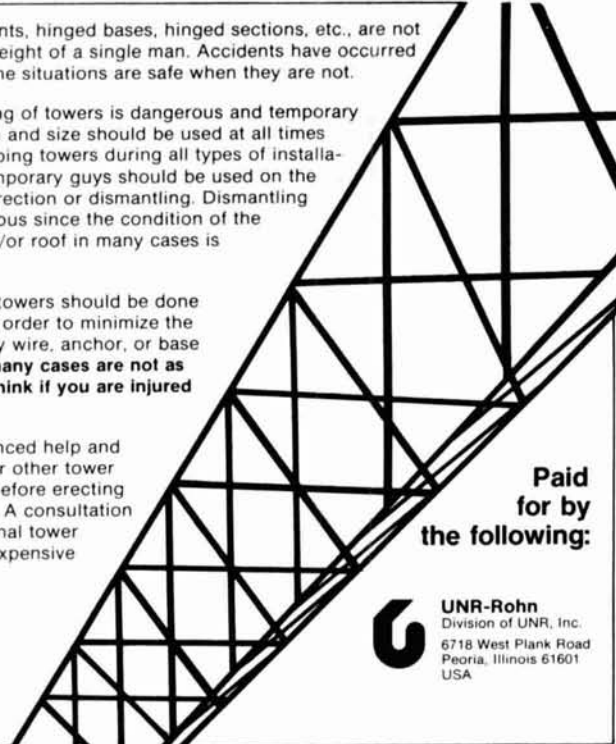 nts, hinged bases, hinged sections, etc., are not
eight of a single man. Accidents have occurred
ne situations are safe when they are not.
ng of towers is dangerous and temporary
and size should be used at all times
bing towers during all types of installa-
mporary guys should be used on the
rection or dismantling. Dismantling
ous since the condition of the
/or roof in many cases is
towers should be done
order to minimize the
y wire, anchor, or base
many cases are not as
hink if you are injured
nced help and
r other tower
efore erecting
A consultation
nal tower
xpensive
Paid
for by
the following:
UNR-Rohn
Division of UNR, Inc.
6718 West Plank Road
Peoria, Illinois 61601
USA